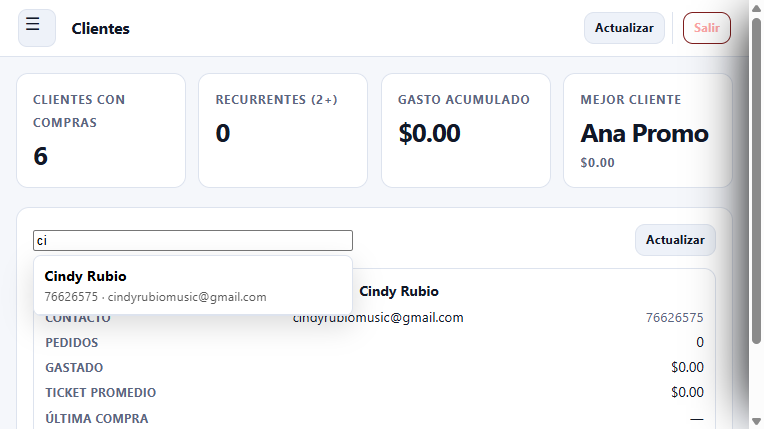 ☰ Clientes Actualizar Salir
CLIENTES CON COMPRAS
6
RECURRENTES (2+)
0
GASTO ACUMULADO
$0.00
MEJOR CLIENTE
Ana Promo
$0.00
ci
Actualizar
Cindy Rubio
76626575 · cindyrubiomusic@gmail.com
Cindy Rubio
CONTACTO cindyrubiomusic@gmail.com 76626575
PEDIDOS 0
GASTADO $0.00
TICKET PROMEDIO $0.00
ÚLTIMA COMPRA —